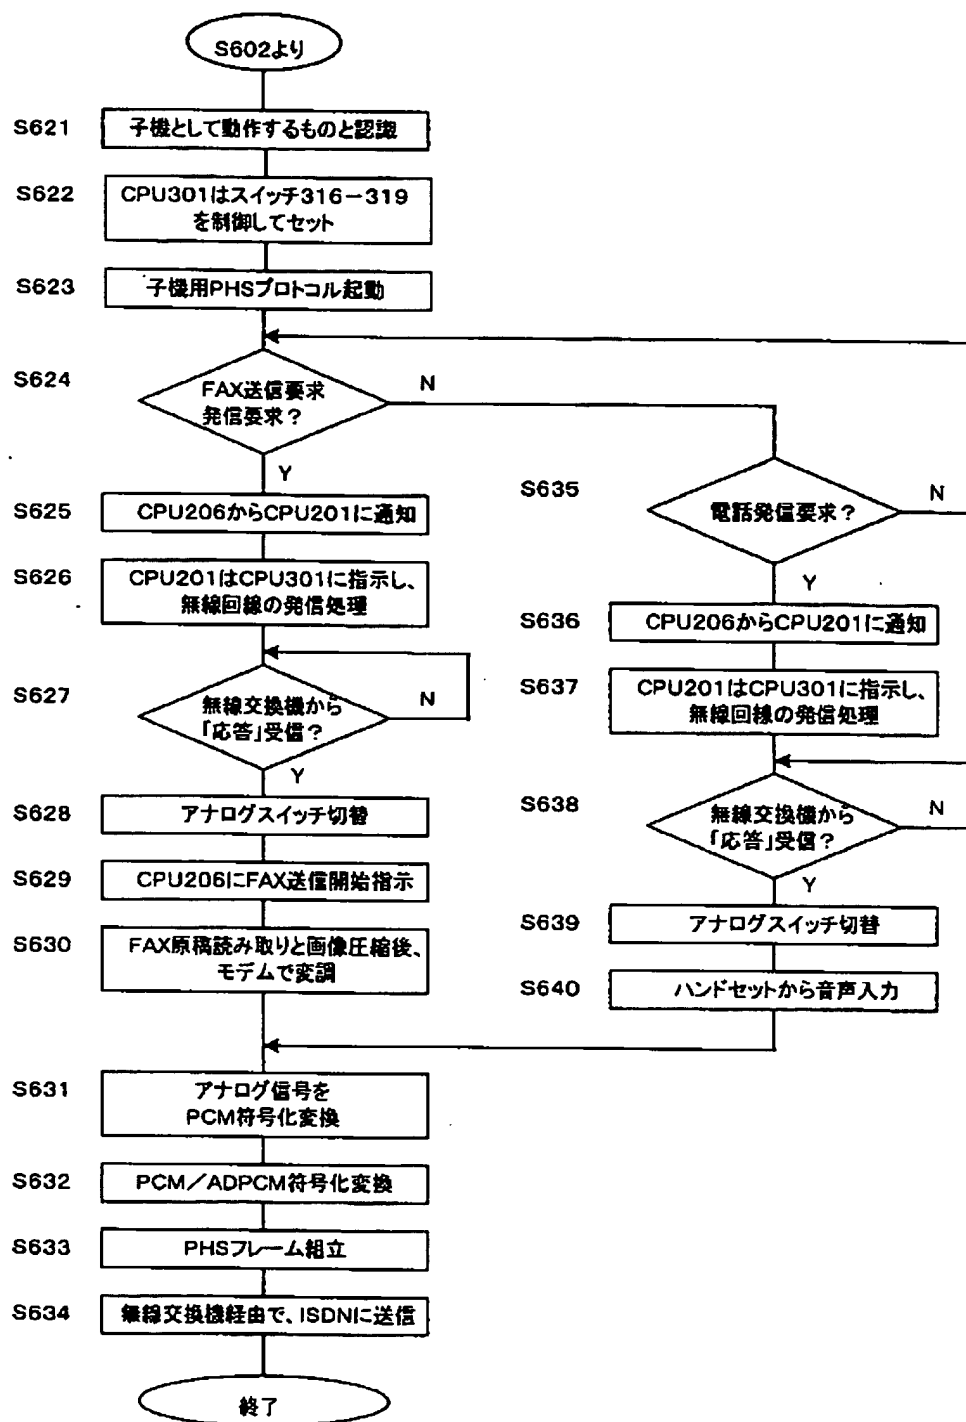 S602より
S621
子機として動作するものと認識
S622
CPU301はスイッチ316－319
を制御してセット
S623
子機用PHSプロトコル起動
S624
FAX送信要求
発信要求？
N
Y
S625
CPU206からCPU201に通知
S626
CPU201はCPU301に指示し、
無線回線の発信処理
S627
無線交換機から
「応答」受信？
N
Y
S628
アナログスイッチ切替
S629
CPU206にFAX送信開始指示
S630
FAX原稿読み取りと画像圧縮後、
モデムで変調
S635
電話発信要求？
N
Y
S636
CPU206からCPU201に通知
S637
CPU201はCPU301に指示し、
無線回線の発信処理
S638
無線交換機から
「応答」受信？
N
Y
S639
アナログスイッチ切替
S640
ハンドセットから音声入力
S631
アナログ信号を
PCM符号化変換
S632
PCM／ADPCM符号化変換
S633
PHSフレーム組立
S634
無線交換機経由で、ISDNに送信
終了